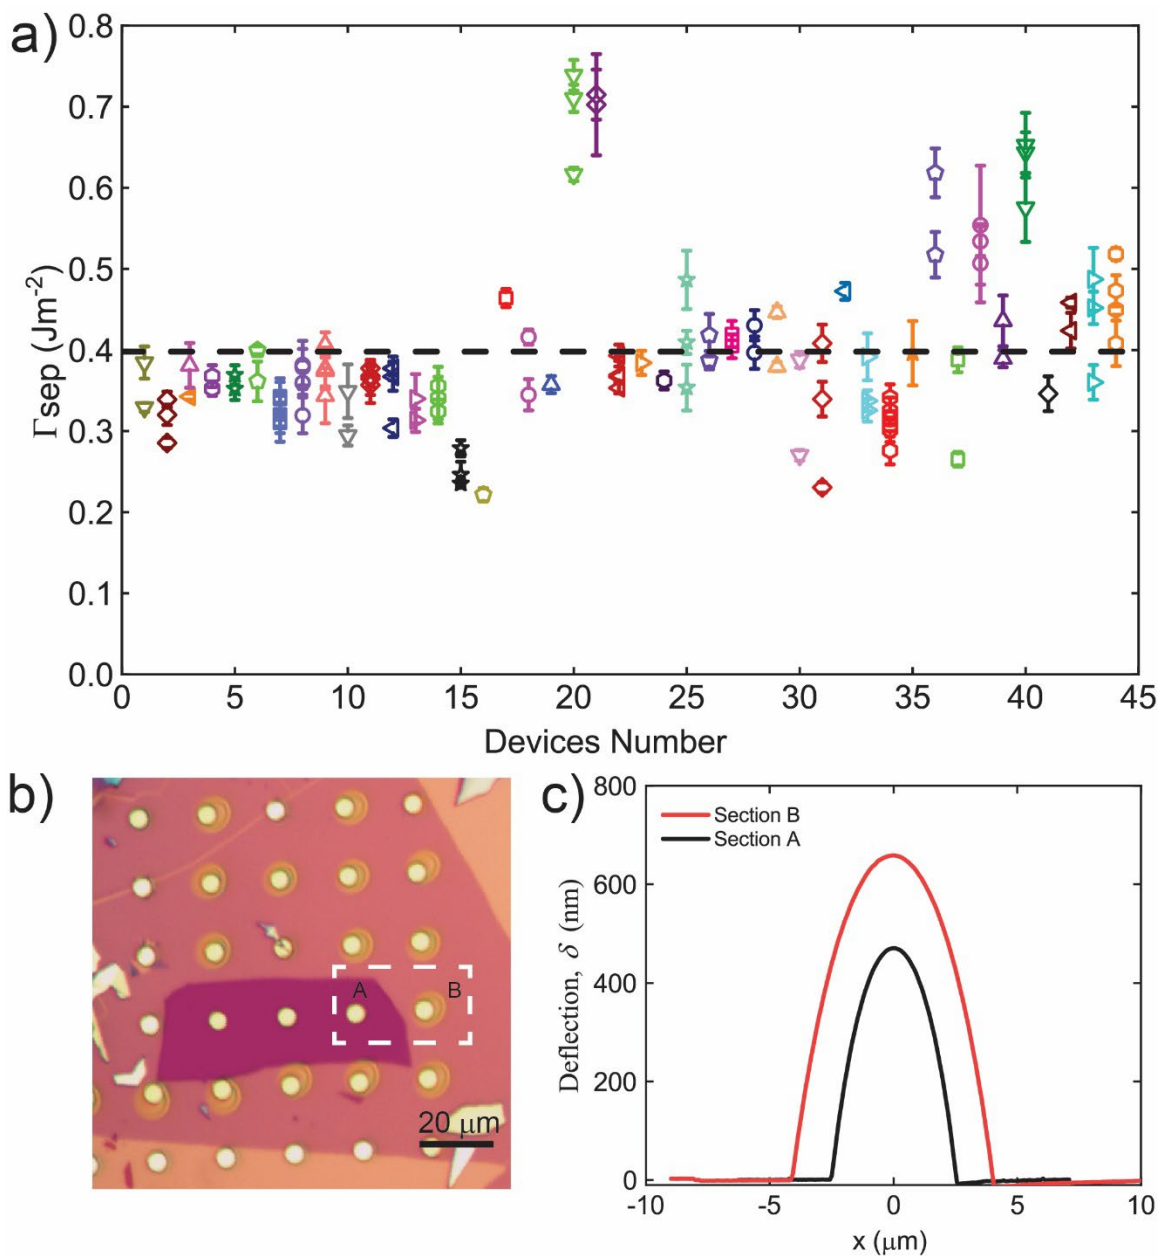 a)
0.8
0.7
0.6
0.5
0.4
0.3
0.2
0.1
0.0
Γsep (Jm⁻²)
0 5 10 15 20 25 30 35 40 45
Devices Number
b)
A B
20 μm
c)
800
600
400
200
0
Deflection, δ (nm)
Section B
Section A
-10 -5 0 5 10
x (μm)